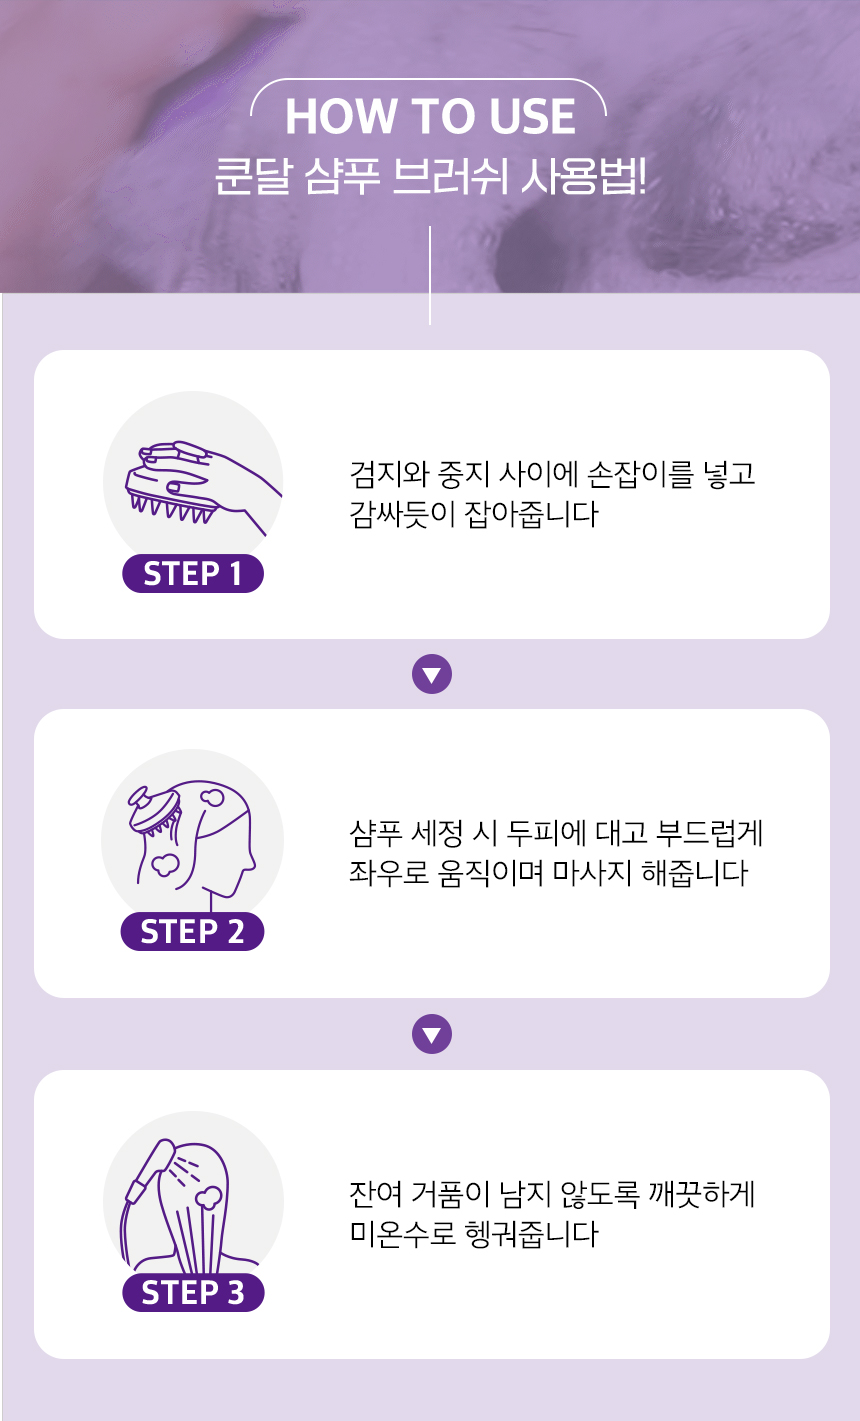 HOW TO USE
쿤달 샴푸 브러쉬 사용법!
검지와 중지 사이에 손잡이를 넣고
감싸듯이 잡아줍니다
STEP 1
샴푸 세정 시 두피에 대고 부드럽게
좌우로 움직이며 마사지 해줍니다
STEP 2
잔여 거품이 남지 않도록 깨끗하게
미온수로 헹궈줍니다
STEP 3